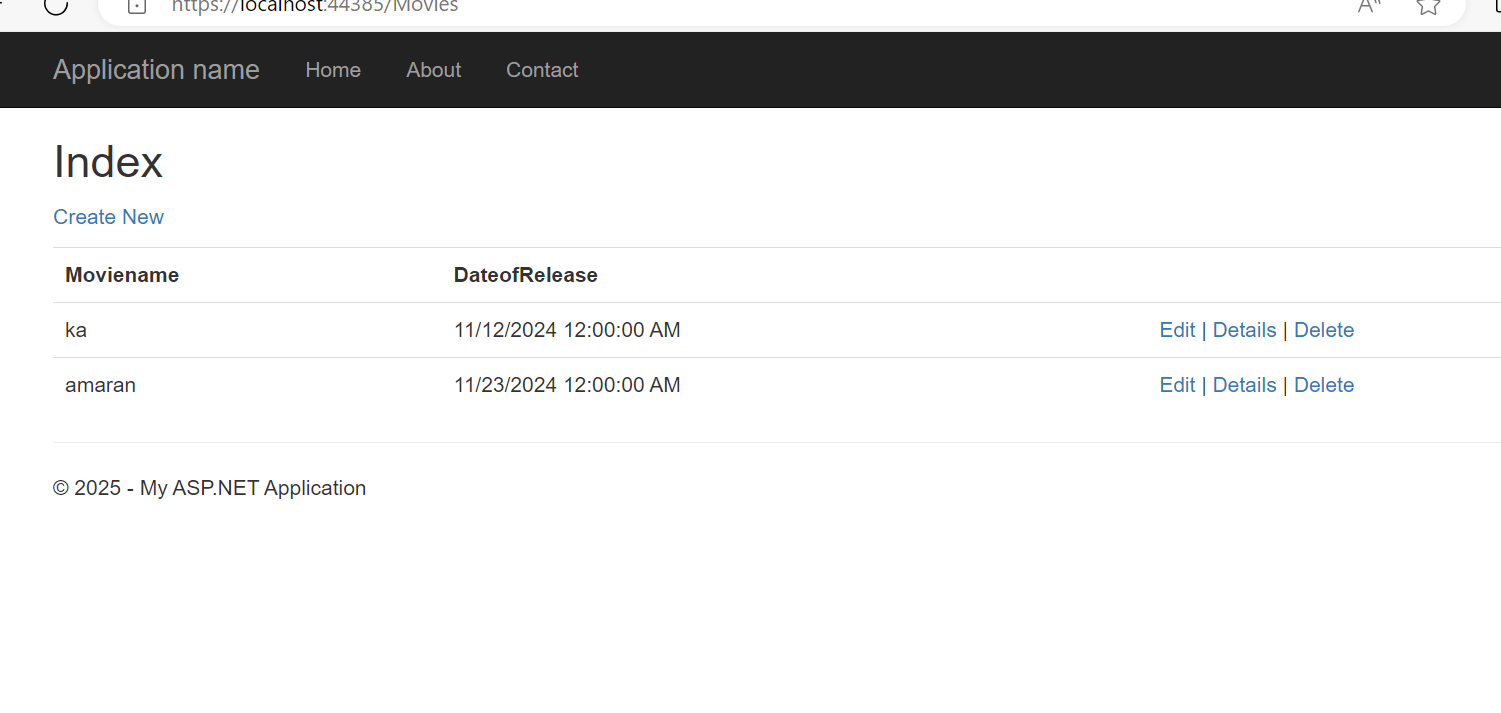 https://localhost:44385/Movies
Application name Home About Contact
Index
Create New
Moviename DateofRelease
ka 11/12/2024 12:00:00 AM Edit | Details | Delete
amaran 11/23/2024 12:00:00 AM Edit | Details | Delete
© 2025 - My ASP.NET Application